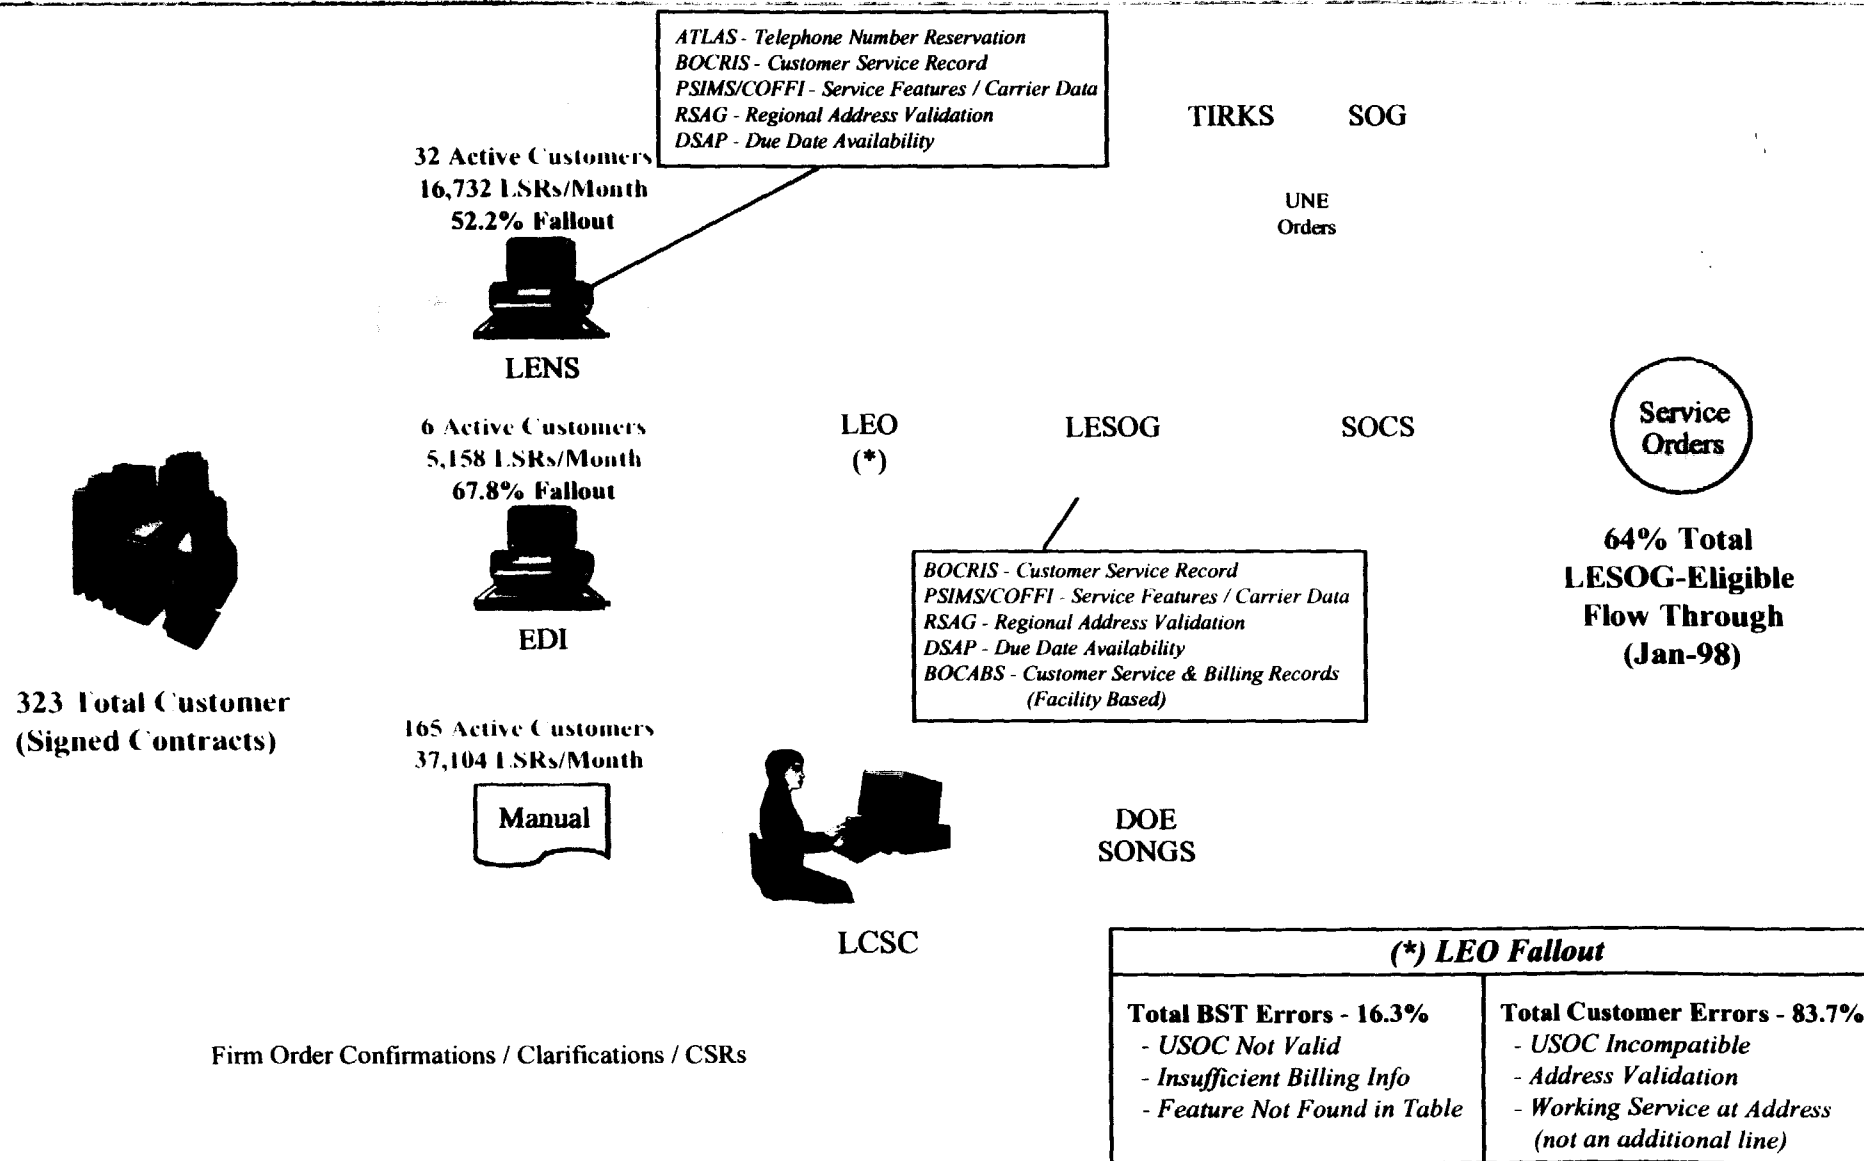 ATLAS - Telephone Number Reservation
BOCRIS - Customer Service Record
PSIMS/COFFI - Service Features / Carrier Data
RSAG - Regional Address Validation
DSAP - Due Date Availability
TIRKS
SOG
UNE
Orders
32 Active Customers
16,732 LSRs/Month
52.2% Fallout
LENS
6 Active Customers
5,158 LSRs/Month
67.8% Fallout
EDI
LEO
(*)
LESOG
SOCS
Service
Orders
64% Total
LESOG-Eligible
Flow Through
(Jan-98)
BOCRIS - Customer Service Record
PSIMS/COFFI - Service Features / Carrier Data
RSAG - Regional Address Validation
DSAP - Due Date Availability
BOCABS - Customer Service & Billing Records
(Facility Based)
323 Total Customer
(Signed Contracts)
165 Active Customers
37,104 LSRs/Month
Manual
LCSC
DOE
SONGS
Firm Order Confirmations / Clarifications / CSRs
(*) LEO Fallout
Total BST Errors - 16.3%
- USOC Not Valid
- Insufficient Billing Info
- Feature Not Found in Table
Total Customer Errors - 83.7%
- USOC Incompatible
- Address Validation
- Working Service at Address
(not an additional line)